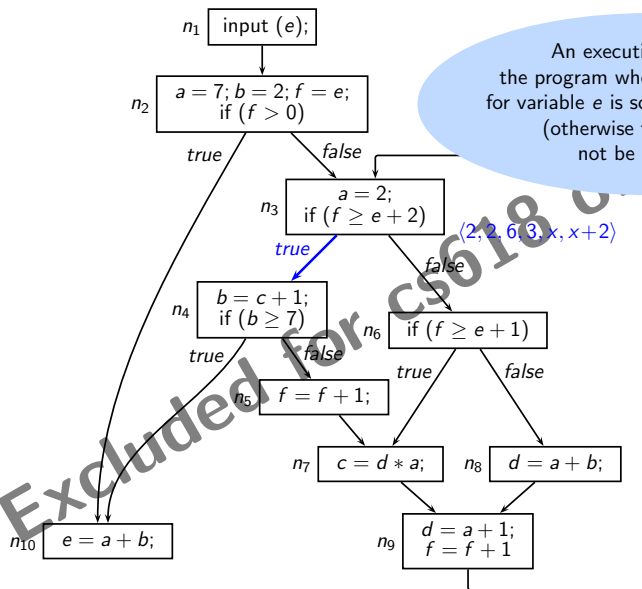 n1 input (e);
An executi
the program whe
n2 a = 7; b = 2; f = e;
if (f > 0)
for variable e is so
(otherwise t
not be
true
false
n3 a = 2;
if (f ≥ e + 2)
⟨2, 2, 6, 3, x, x+2⟩
true
false
n4 b = c + 1;
if (b ≥ 7)
n6 if (f ≥ e + 1)
true
false
true
false
n5 f = f + 1;
n7 c = d * a;
n8 d = a + b;
n10 e = a + b;
n9 d = a + 1;
f = f + 1
Excluded for cs618